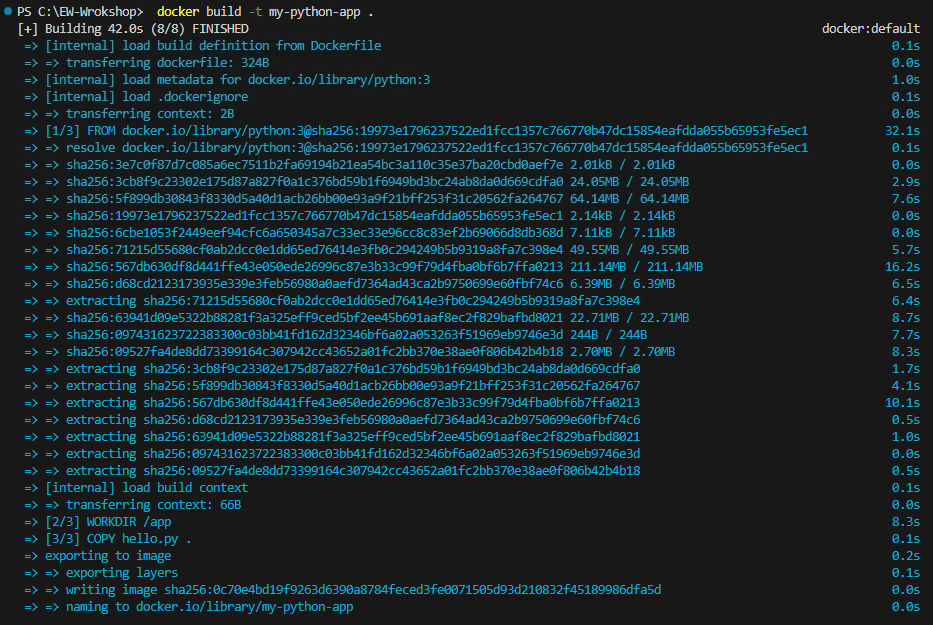 PS C:\EW-Wrokshop> docker build -t my-python-app .
[+] Building 42.0s (8/8) FINISHED docker:default
=> [internal] load build definition from Dockerfile 0.1s
=> => transferring dockerfile: 324B 0.0s
=> [internal] load metadata for docker.io/library/python:3 1.0s
=> [internal] load .dockerignore 0.1s
=> => transferring context: 2B 0.0s
=> [1/3] FROM docker.io/library/python:3@sha256:19973e1796237522ed1fcc1357c766770b47dc15854eafdda055b65953fe5ec1 32.1s
=> => resolve docker.io/library/python:3@sha256:19973e1796237522ed1fcc1357c766770b47dc15854eafdda055b65953fe5ec1 0.1s
=> => sha256:3e7c0f87d7c085a6ec7511b2fa69194b21ea54bc3a110c35e37ba20cbd0aef7e 2.01kB / 2.01kB 0.0s
=> => sha256:3cb8f9c23302e175d87a827f0a1c376bd59b1f6949bd3bc24ab8da0d669cdfa0 24.05MB / 24.05MB 2.9s
=> => sha256:5f899db30843f8330d5a40d1acb26bb00e93a9f21bff253f31c20562fa264767 64.14MB / 64.14MB 7.6s
=> => sha256:19973e1796237522ed1fcc1357c766770b47dc15854eafdda055b65953fe5ec1 2.14kB / 2.14kB 0.0s
=> => sha256:6cbe1053f2449eef94cfc6a650345a7c33ec33e96cc8c83ef2b69066d8db368d 7.11kB / 7.11kB 0.0s
=> => sha256:71215d55680cf0ab2dcc0e1dd65ed76414e3fb0c294249b5b9319a8fa7c398e4 49.55MB / 49.55MB 5.7s
=> => sha256:567db630df8d441ffe43e050ede26996c87e3b33c99f79d4fba0bf6b7ffa0213 211.14MB / 211.14MB 16.2s
=> => sha256:d68cd2123173935e339e3feb56980a0aefd7364ad43ca2b9750699e60fbf74c6 6.39MB / 6.39MB 6.5s
=> => extracting sha256:71215d55680cf0ab2dcc0e1dd65ed76414e3fb0c294249b5b9319a8fa7c398e4 6.4s
=> => sha256:63941d09e5322b88281f3a325eff9ced5bf2ee45b691aaf8ec2f829bafbd8021 22.71MB / 22.71MB 8.7s
=> => sha256:097431623722383300c03bb41fd162d32346bf6a02a053263f51969eb9746e3d 244B / 244B 7.7s
=> => sha256:09527fa4de8dd73399164c307942cc43652a01fc2bb370e38ae0f806b42b4b18 2.70MB / 2.70MB 8.3s
=> => extracting sha256:3cb8f9c23302e175d87a827f0a1c376bd59b1f6949bd3bc24ab8da0d669cdfa0 1.7s
=> => extracting sha256:5f899db30843f8330d5a40d1acb26bb00e93a9f21bff253f31c20562fa264767 4.1s
=> => extracting sha256:567db630df8d441ffe43e050ede26996c87e3b33c99f79d4fba0bf6b7ffa0213 10.1s
=> => extracting sha256:d68cd2123173935e339e3feb56980a0aefd7364ad43ca2b9750699e60fbf74c6 0.5s
=> => extracting sha256:63941d09e5322b88281f3a325eff9ced5bf2ee45b691aaf8ec2f829bafbd8021 1.0s
=> => extracting sha256:097431623722383300c03bb41fd162d32346bf6a02a053263f51969eb9746e3d 0.0s
=> => extracting sha256:09527fa4de8dd73399164c307942cc43652a01fc2bb370e38ae0f806b42b4b18 0.5s
=> [internal] load build context 0.1s
=> => transferring context: 66B 0.0s
=> [2/3] WORKDIR /app 8.3s
=> [3/3] COPY hello.py . 0.1s
=> exporting to image 0.2s
=> => exporting layers 0.1s
=> => writing image sha256:0c70e4bd19f9263d6390a8784feced3fe0071505d93d210832f45189986dfa5d 0.0s
=> => naming to docker.io/library/my-python-app 0.0s